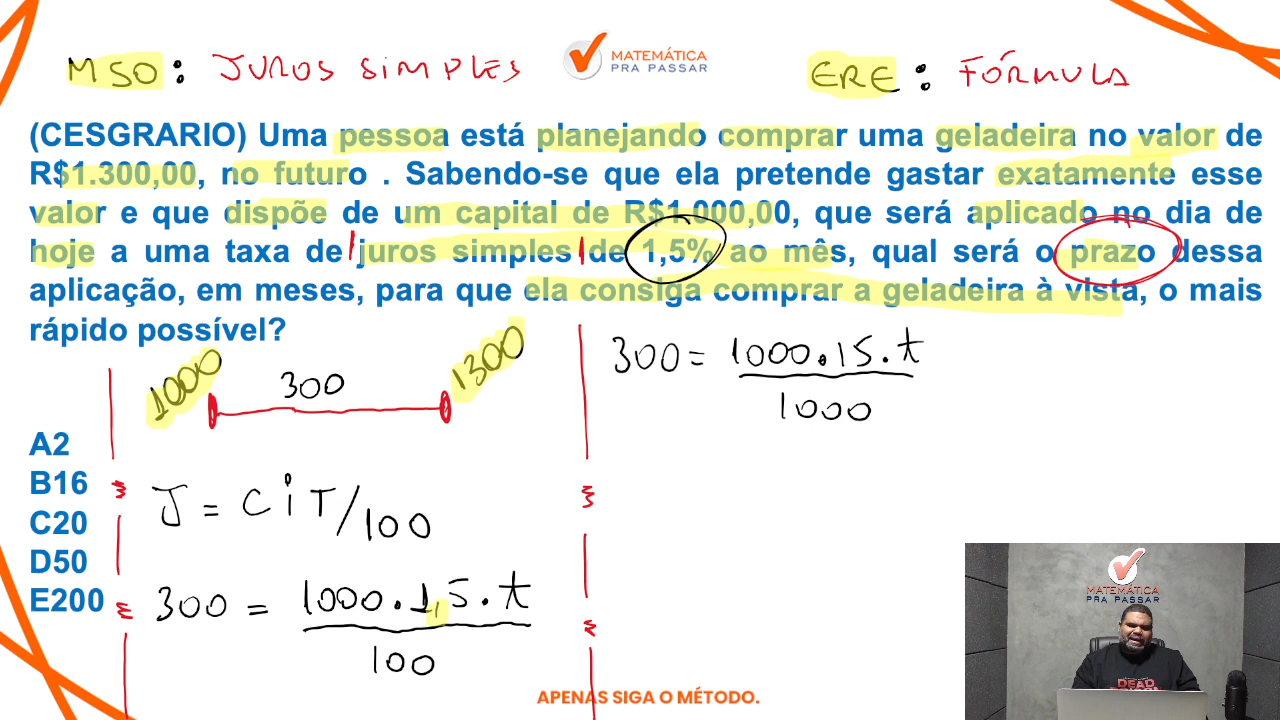 MSO: JUROS SIMPLES
MATEMÁTICA
PRA PASSAR
ERE: FÓRMULA
(CESGRARIO) Uma pessoa está planejando comprar uma geladeira no valor de
R$1.300,00, no futuro . Sabendo-se que ela pretende gastar exatamente esse
valor e que dispõe de um capital de R$1.000,00, que será aplicado no dia de
hoje a uma taxa de juros simples de 1,5% ao mês, qual será o prazo dessa
aplicação, em meses, para que ela consiga comprar a geladeira à vista, o mais
rápido possível?
1000 300 1300
A2
B16
C20
D50
E200
J = CiT/100
300 = 1000.1,5.t
100
300 = 1000.15.t
1000
MATEMÁTICA
PRA PASSAR
DEAD
APENAS SIGA O MÉTODO.